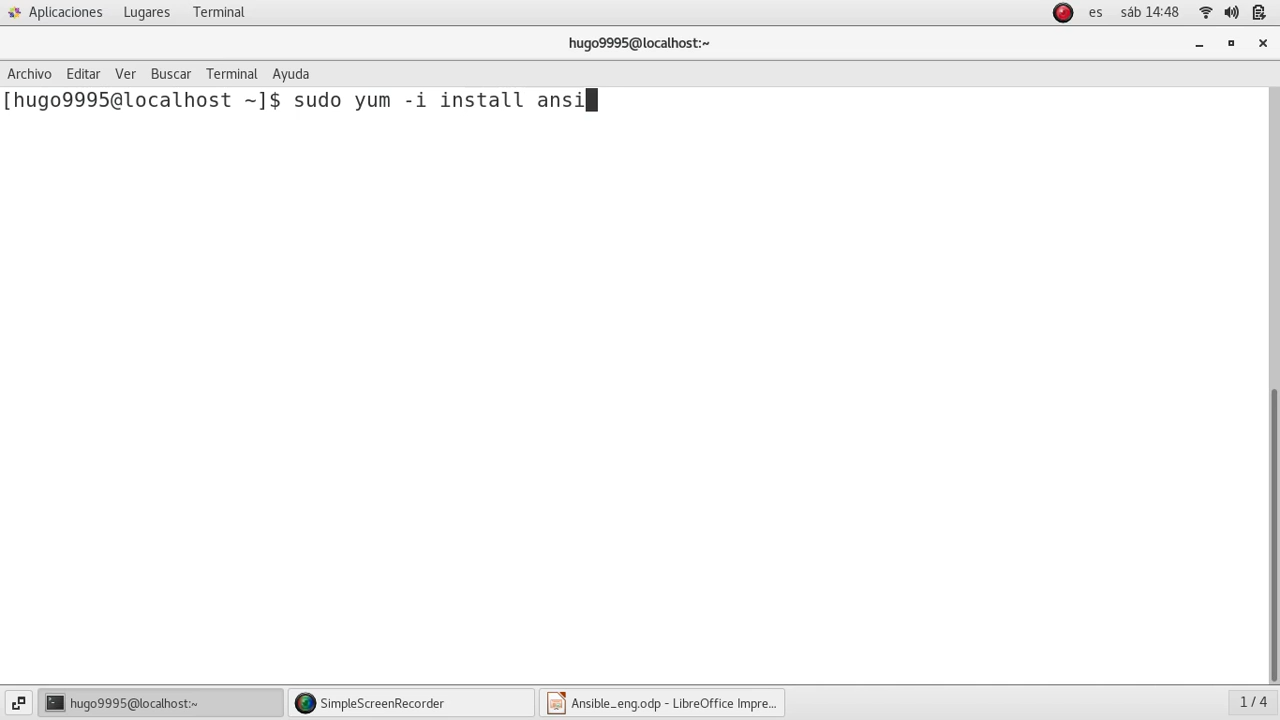 Aplicaciones Lugares Terminal es sáb 14:48
hugo9995@localhost:~
Archivo Editar Ver Buscar Terminal Ayuda
[hugo9995@localhost ~]$ sudo yum -i install ansi
hugo9995@localhost:~ SimpleScreenRecorder Ansible_eng.odp - LibreOffice Impre... 1 / 4